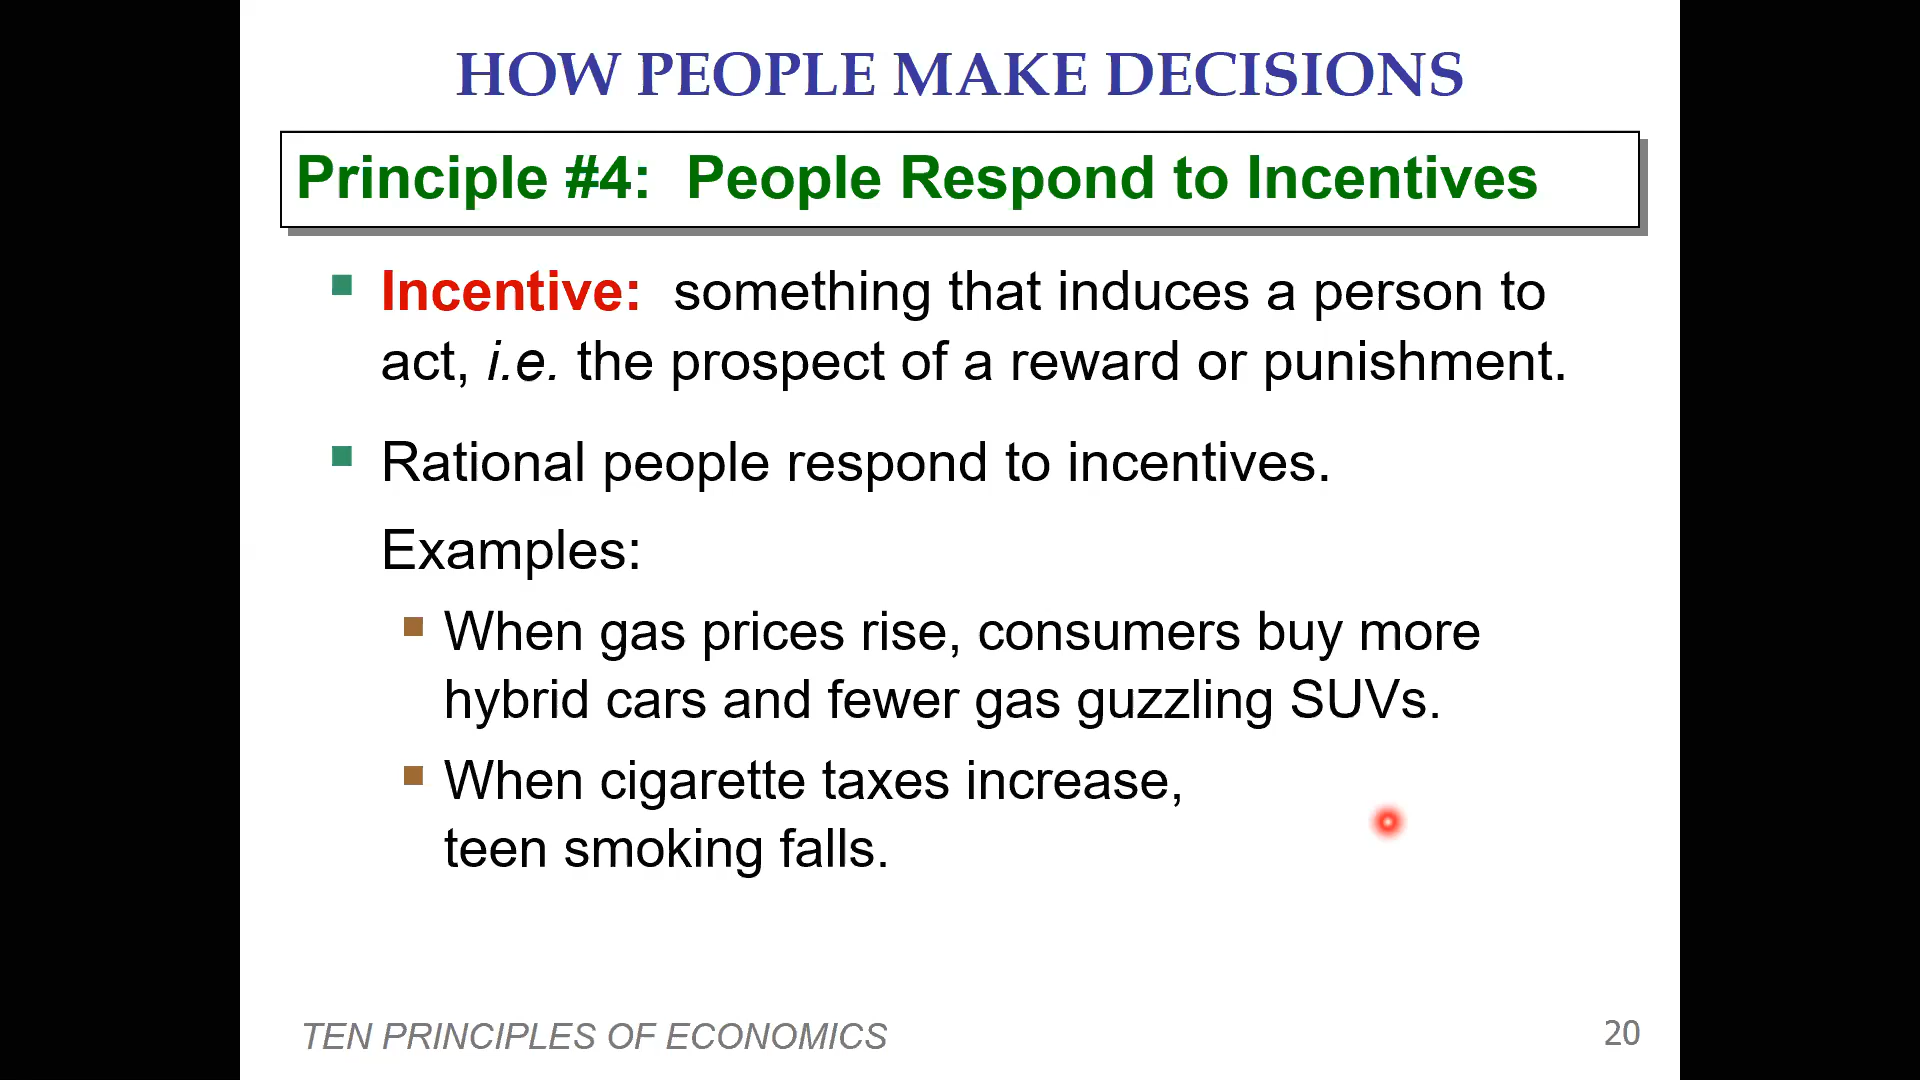 HOW PEOPLE MAKE DECISIONS
Principle #4:  People Respond to Incentives
Incentive:  something that induces a person to
act, i.e. the prospect of a reward or punishment.
Rational people respond to incentives.
Examples:
When gas prices rise, consumers buy more
hybrid cars and fewer gas guzzling SUVs.
When cigarette taxes increase,
teen smoking falls.
TEN PRINCIPLES OF ECONOMICS
20